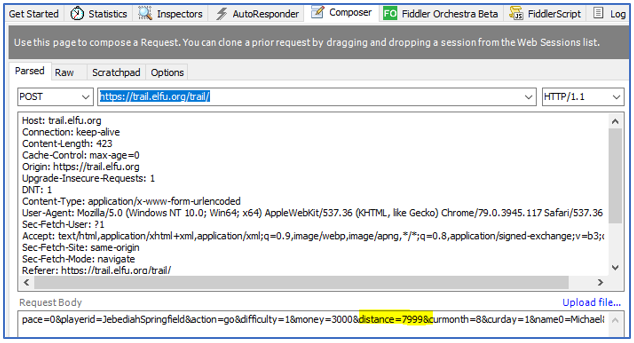 Get Started Statistics Inspectors AutoResponder Composer FO Fiddler Orchestra Beta JS FiddlerScript Log
Use this page to compose a Request. You can clone a prior request by dragging and dropping a session from the Web Sessions list.
Parsed Raw Scratchpad Options
POST https://trail.elfu.org/trail/ HTTP/1.1
Host: trail.elfu.org
Connection: keep-alive
Content-Length: 423
Cache-Control: max-age=0
Origin: https://trail.elfu.org
Upgrade-Insecure-Requests: 1
DNT: 1
Content-Type: application/x-www-form-urlencoded
User-Agent: Mozilla/5.0 (Windows NT 10.0; Win64; x64) AppleWebKit/537.36 (KHTML, like Gecko) Chrome/79.0.3945.117 Safari/537.36
Sec-Fetch-User: ?1
Accept: text/html,application/xhtml+xml,application/xml;q=0.9,image/webp,image/apng,*/*;q=0.8,application/signed-exchange;v=b3;
Sec-Fetch-Site: same-origin
Sec-Fetch-Mode: navigate
Referer: https://trail.elfu.org/trail/
Request Body Upload file...
pace=0&playerid=JebediahSpringfield&action=go&difficulty=1&money=3000&distance=7999&curmonth=8&curday=1&name0=Michael&